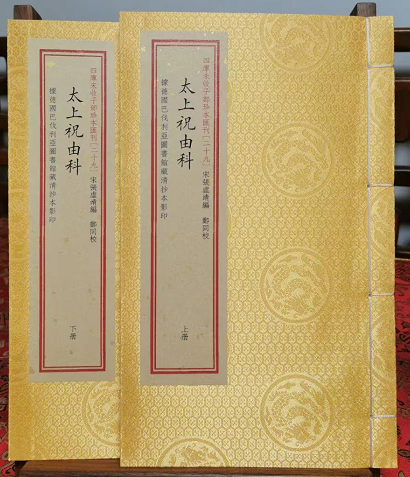 四庫未收子部珍本匯刊[二十九] 宋張虛靖編 鄭同校
太上祝由科
據德國巴伐利亞圖書館藏清抄本影印
上冊
四庫未收子部珍本匯刊[二十九] 宋張虛靖編 鄭同校
太上祝由科
據德國巴伐利亞圖書館藏清抄本影印
下冊